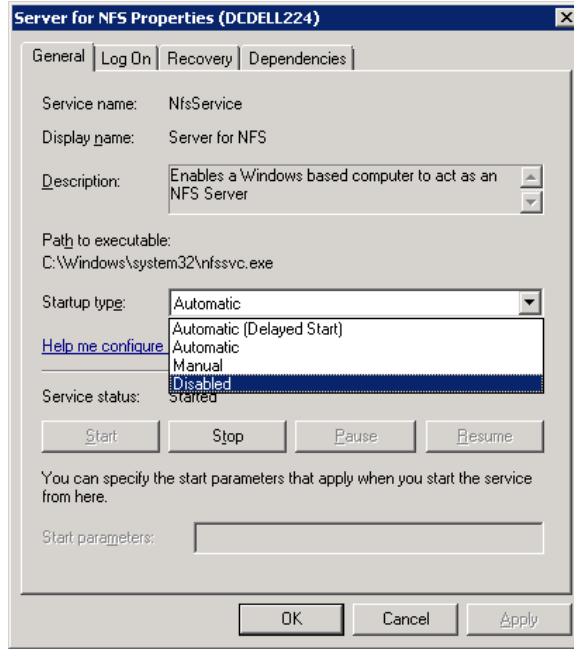 Server for NFS Properties (DCDELL224)
General Log On Recovery Dependencies
Service name: NfsService
Display name: Server for NFS
Description: Enables a Windows based computer to act as an
NFS Server
Path to executable:
C:\Windows\system32\nfssvc.exe
Startup type: Automatic
Automatic (Delayed Start)
Help me configure Automatic
Manual
Disabled
Service status: Started
Start Stop Pause Resume
You can specify the start parameters that apply when you start the service
from here.
Start parameters:
OK Cancel Apply